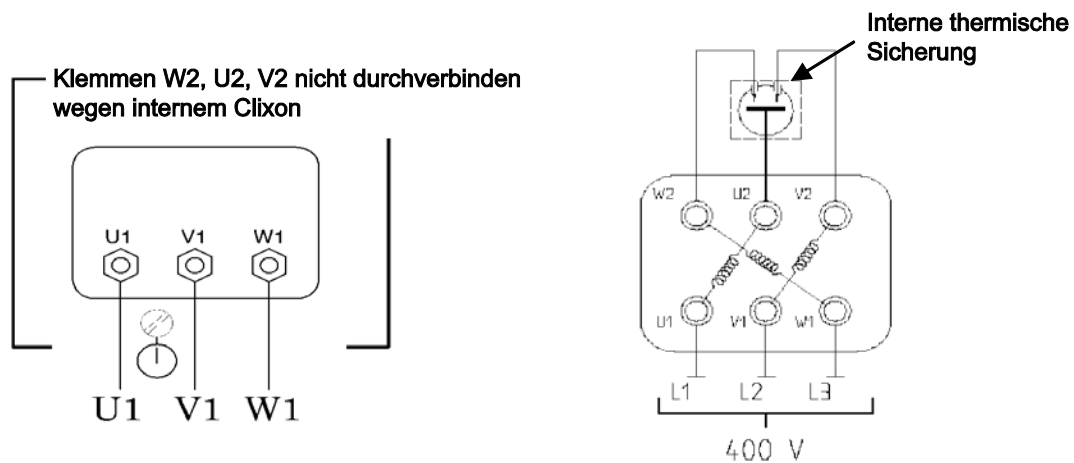 Klemmen W2, U2, V2 nicht durchverbinden
wegen internem Clixon
U1 V1 W1
U1 V1 W1
Interne thermische
Sicherung
W2 U2 V2
U1 V1 W1
L1 L2 L3
400 V